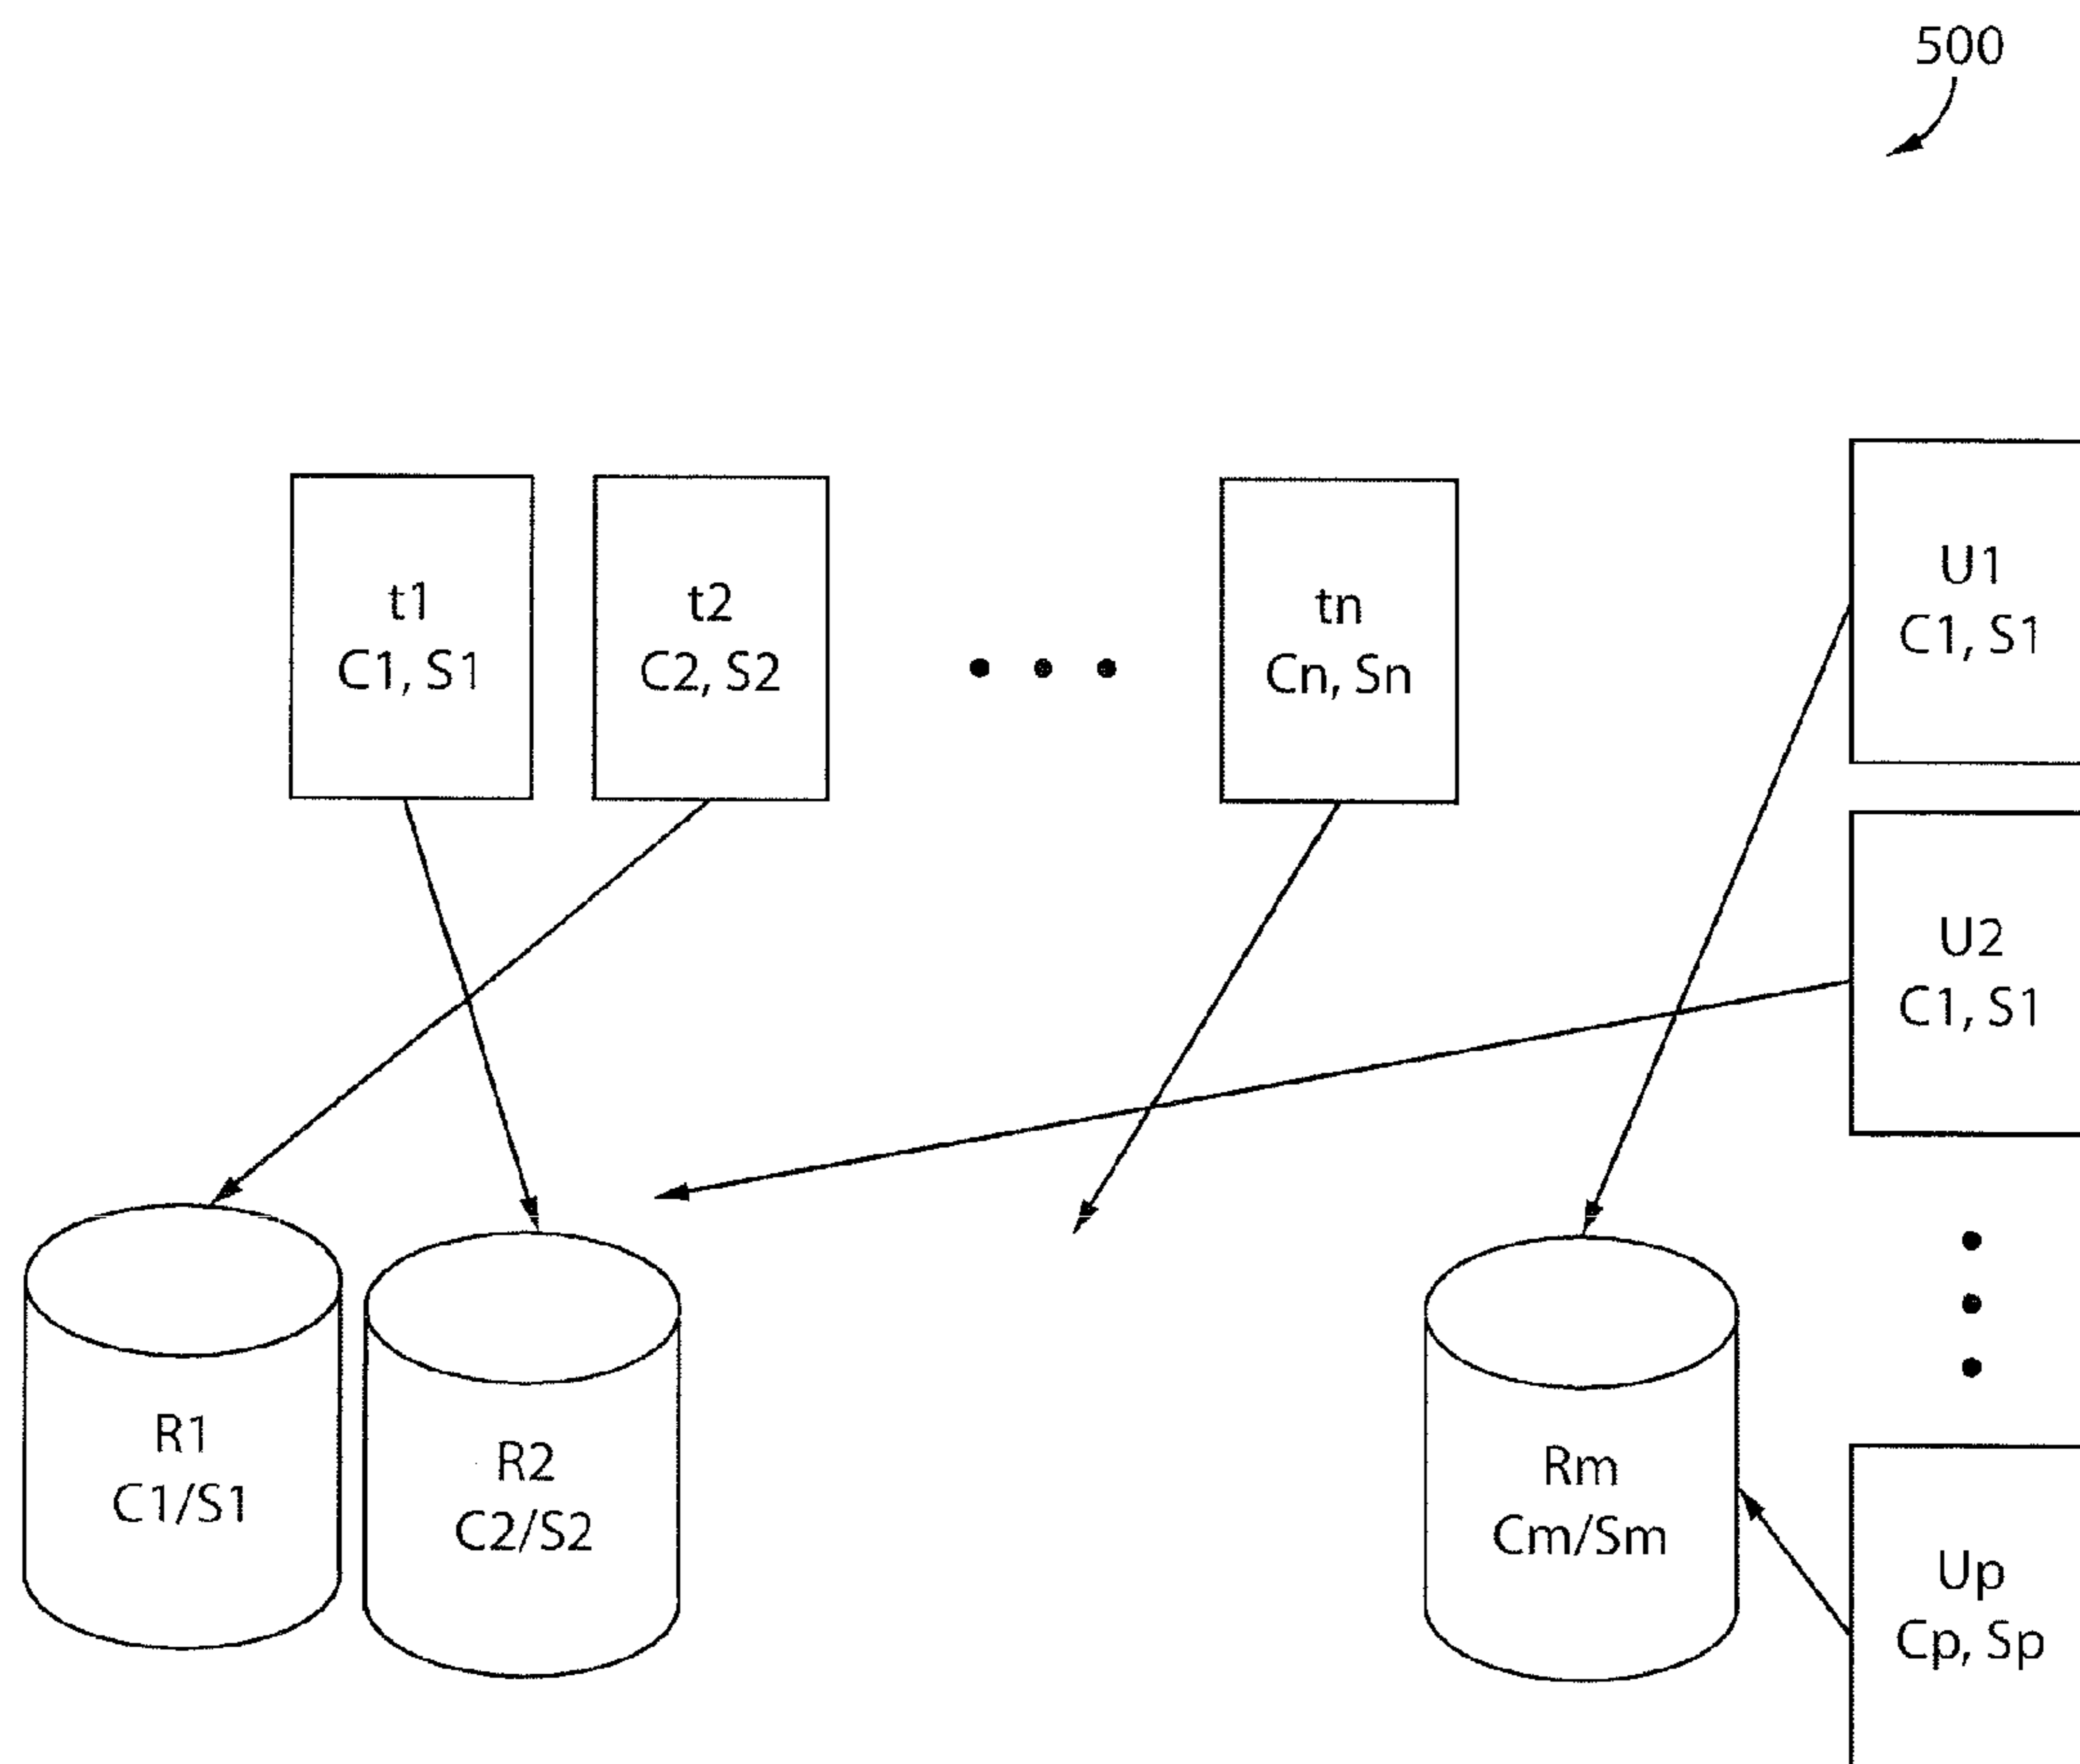 500
t1
C1, S1
t2
C2, S2
tn
Cn, Sn
U1
C1, S1
U2
C1, S1
R1
C1/S1
R2
C2/S2
Rm
Cm/Sm
Up
Cp, Sp